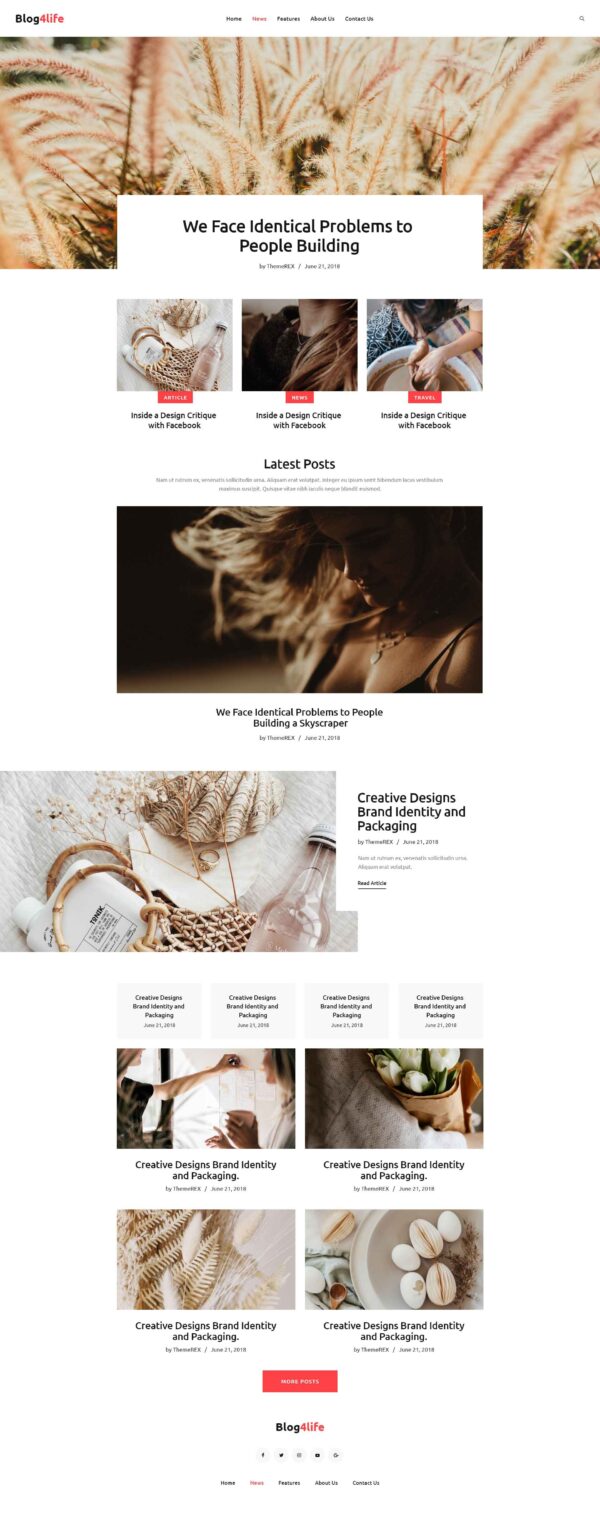 Blog4life
Home News Features About Us Contact Us
We Face Identical Problems to
People Building
by ThemeREX / June 21, 2018
ARTICLE
NEWS
TRAVEL
Inside a Design Critique
with Facebook
Inside a Design Critique
with Facebook
Inside a Design Critique
with Facebook
Latest Posts
Nam ut rutrum ex, venenatis sollicitudin urna. Aliquam erat volutpat. Integer eu ipsum sem! bibendum lacus vestibulum
maximus suscipit. Quisque vitae nibh iaculis neque blandit euismod.
We Face Identical Problems to People
Building a Skyscraper
by ThemeREX / June 21, 2018
TONIK
Creative Designs
Brand Identity and
Packaging
by ThemeREX / June 21, 2018
Nam ut rutrum ex, venenatis sollicitudin urna.
Aliquam erat volutpat.
Read Article
Creative Designs
Brand Identity and
Packaging
June 21, 2018
Creative Designs
Brand Identity and
Packaging
June 21, 2018
Creative Designs
Brand Identity and
Packaging
June 21, 2018
Creative Designs
Brand Identity and
Packaging
June 21, 2018
Creative Designs Brand Identity
and Packaging.
by ThemeREX / June 21, 2018
Creative Designs Brand Identity
and Packaging.
by ThemeREX / June 21, 2018
Creative Designs Brand Identity
and Packaging.
by ThemeREX / June 21, 2018
Creative Designs Brand Identity
and Packaging.
by ThemeREX / June 21, 2018
MORE POSTS
Blog4life
Home News Features About Us Contact Us